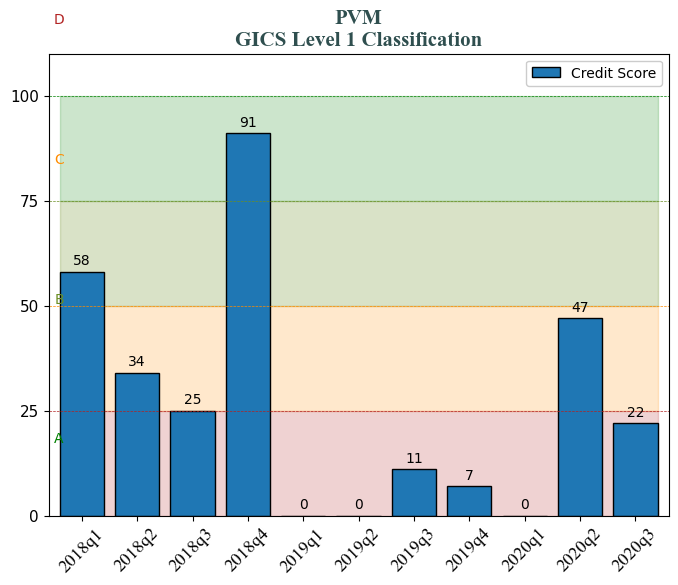 D
PVM
GICS Level 1 Classification
Credit Score
100
91
C
75
58
B
50
47
34
25
25
22
A
11
7
0
0
0
0
2018q1
2018q2
2018q3
2018q4
2019q1
2019q2
2019q3
2019q4
2020q1
2020q2
2020q3